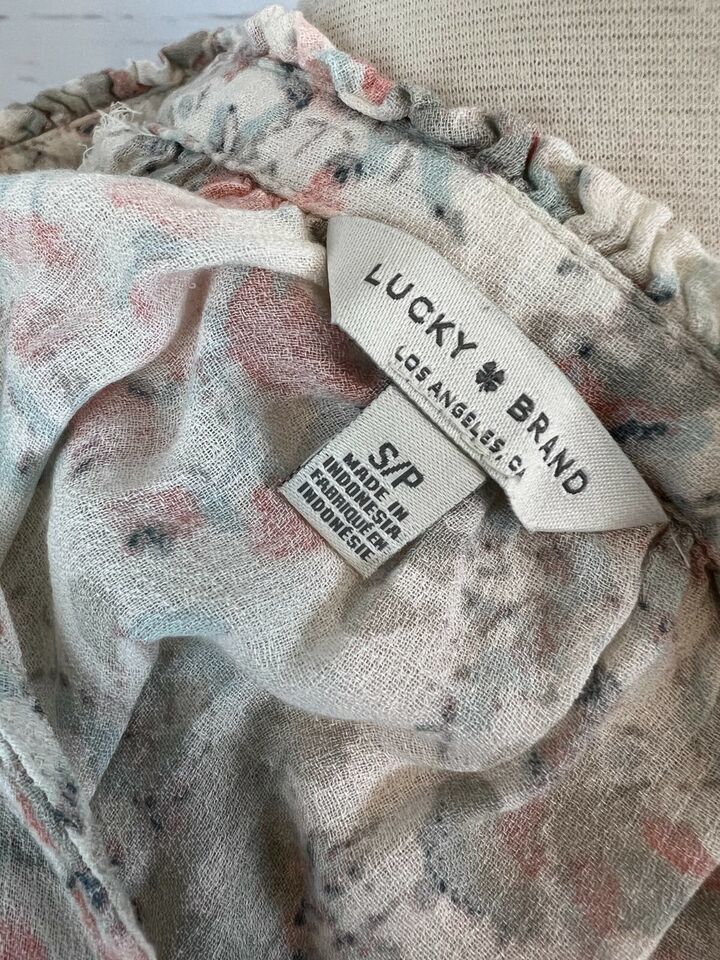 LUCKY BRAND
LOS ANGELES, CA
S/P
MADE IN
INDONESIA
FABRIQUÉ EN
INDONÉSIE